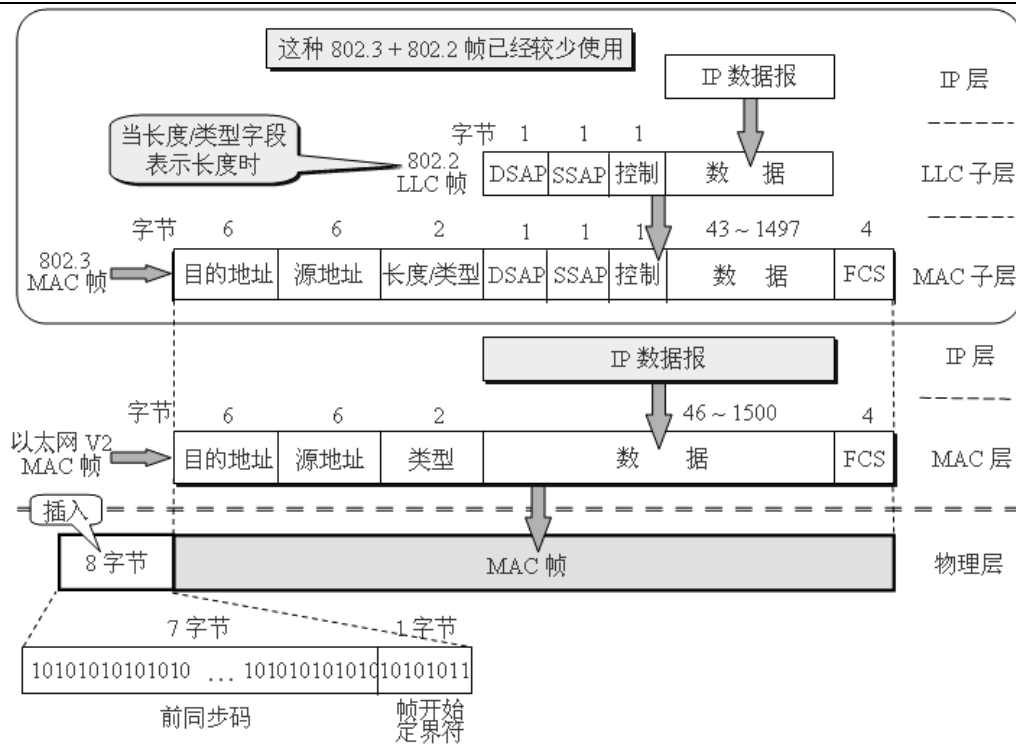 这种 802.3 + 802.2 帧已经较少使用
IP 数据报
IP 层
当长度/类型字段
表示长度时
字节 1 1 1
802.2
LLC 帧
DSAP SSAP 控制 数 据
LLC 子层
字节 6 6 2 1 1 1 43 ~ 1497 4
802.3
MAC 帧
目的地址 源地址 长度/类型 DSAP SSAP 控制 数 据 FCS
MAC 子层
IP 数据报
IP 层
字节 6 6 2 46 ~ 1500 4
以太网 V2
MAC 帧
目的地址 源地址 类型 数 据 FCS
MAC 层
插入
8 字节
MAC 帧
物理层
7 字节 1 字节
10101010101010 … 101010101010 10101011
前同步码
帧开始
定界符